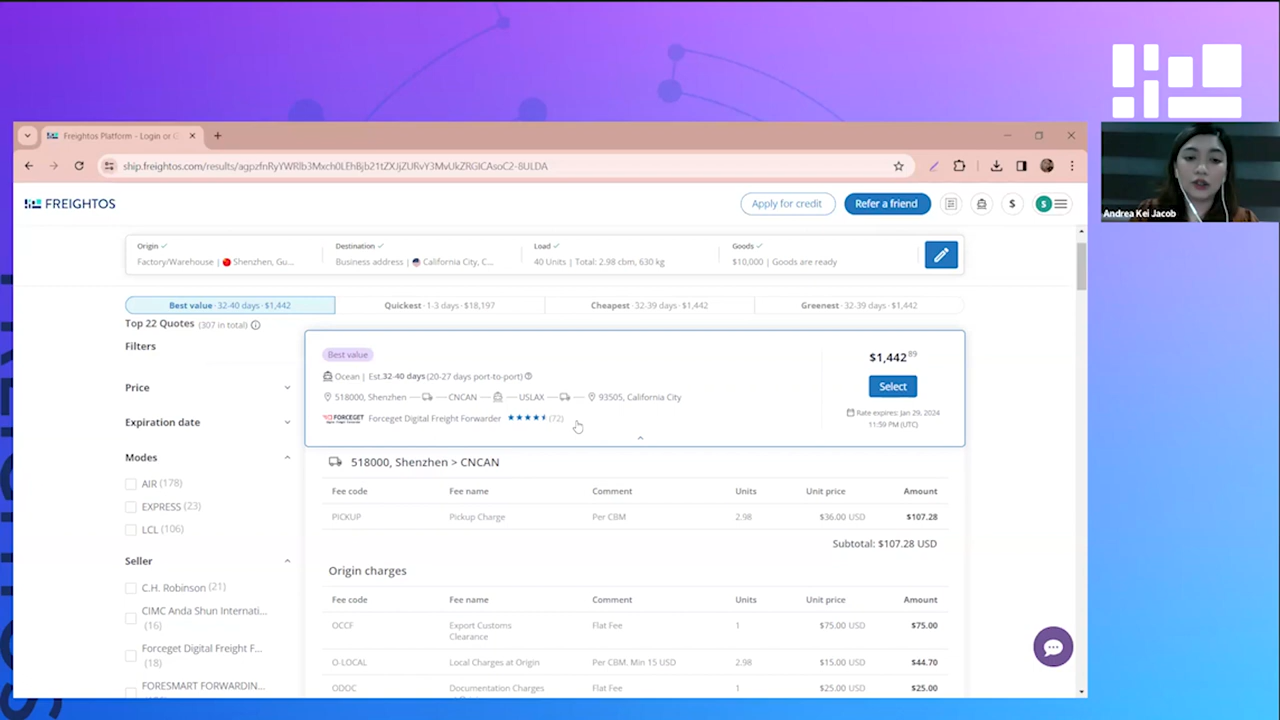 Freightos Platform - Login or C
ship.freightos.com/results/
FREIGHTOS
Apply for credit
Refer a friend
$
S
Andrea Kei Jacob
Origin
Destination
Load
Goods
Factory/Warehouse | Shenzhen, Gu...
Business address | California City, C...
40 Units | Total: 2.98 cbm, 630 kg
$10,000 | Goods are ready
Best value · 32-40 days · $1,442
Quickest · 1-3 days · $18,197
Cheapest · 32-39 days · $1,442
Greenest · 32-39 days · $1,442
Top 22 Quotes (307 in total)
Filters
Price
Expiration date
Modes
AIR (178)
EXPRESS (23)
LCL (106)
Seller
C.H. Robinson (21)
CIMC Anda Shun Internati...
(16)
Forceget Digital Freight F...
(18)
FORESMART FORWARDIN...
Best value
Ocean | Est. 32-40 days (20-27 days port-to-port)
518000, Shenzhen
CNCAN
USLAX
93505, California City
FORCEGET
Forceget Digital Freight Forwarder
(72)
$1,442 89
Select
Rate expires: Jan 29, 2024
11:59 PM (UTC)
518000, Shenzhen > CNCAN
Fee code Fee name Comment Units Unit price Amount
PICKUP Pickup Charge Per CBM 2.98 $36.00 USD $107.28
Subtotal: $107.28 USD
Origin charges
Fee code Fee name Comment Units Unit price Amount
OCCF Export Customs Clearance Flat Fee 1 $75.00 USD $75.00
O-LOCAL Local Charges at Origin Per CBM. Min 15 USD 2.98 $15.00 USD $44.70
ODOC Documentation Charges Flat Fee 1 $25.00 USD $25.00